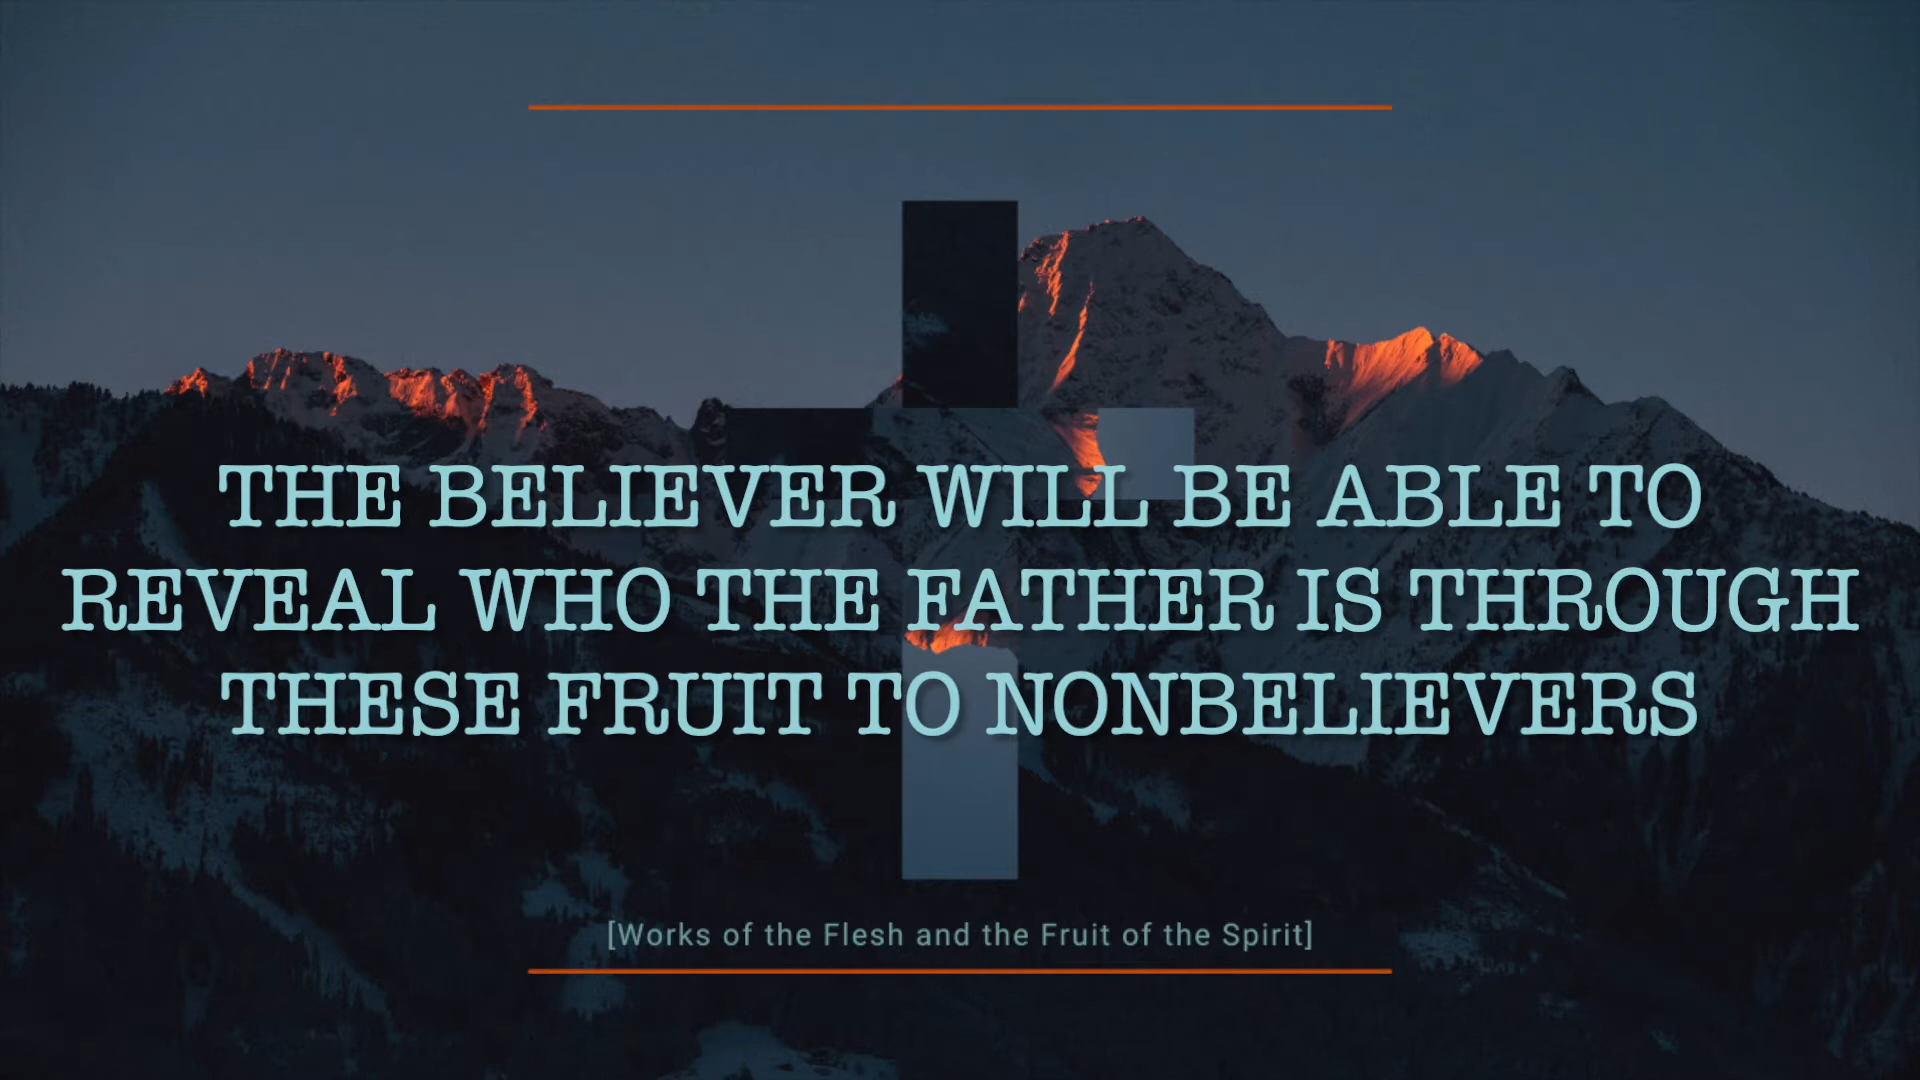 THE BELIEVER WILL BE ABLE TO
REVEAL WHO THE FATHER IS THROUGH
THESE FRUIT TO NONBELIEVERS
[Works of the Flesh and the Fruit of the Spirit]